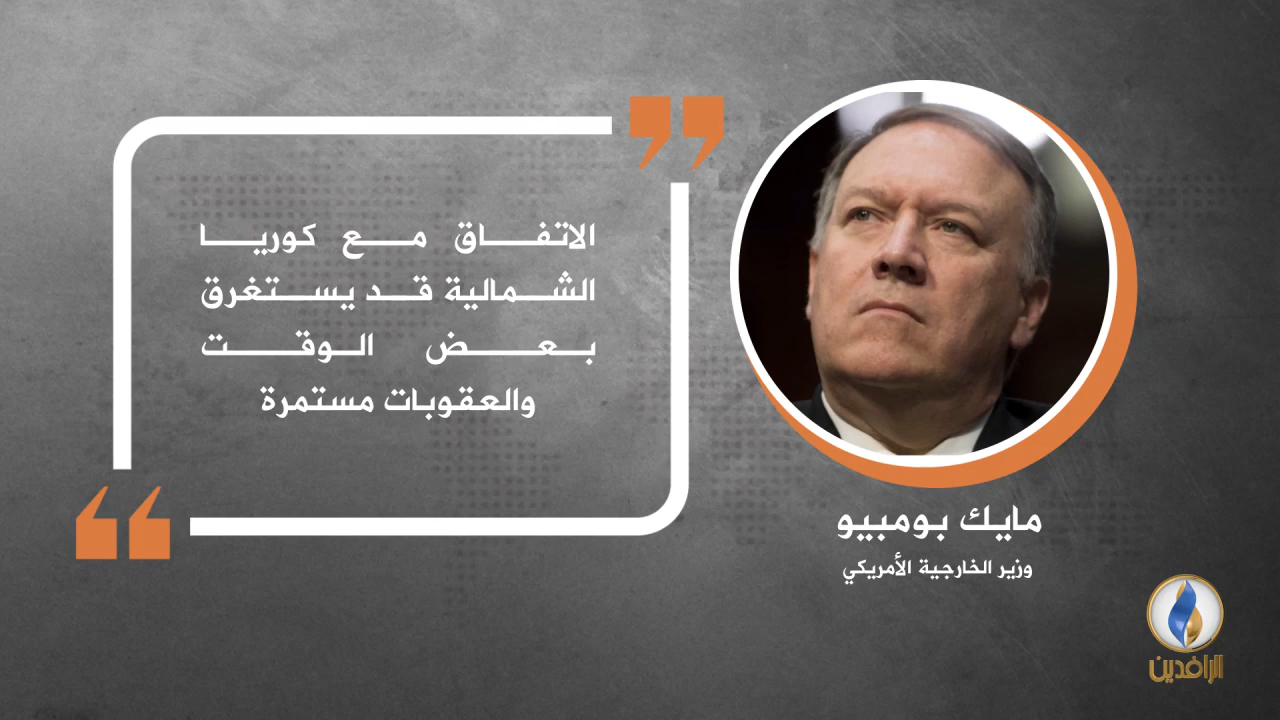 الاتفاق مع كوريا
الشمالية قد يستغرق
بعض الوقت
والعقوبات مستمرة
مايك بومبيو
وزير الخارجية الأمريكي
الرافدين